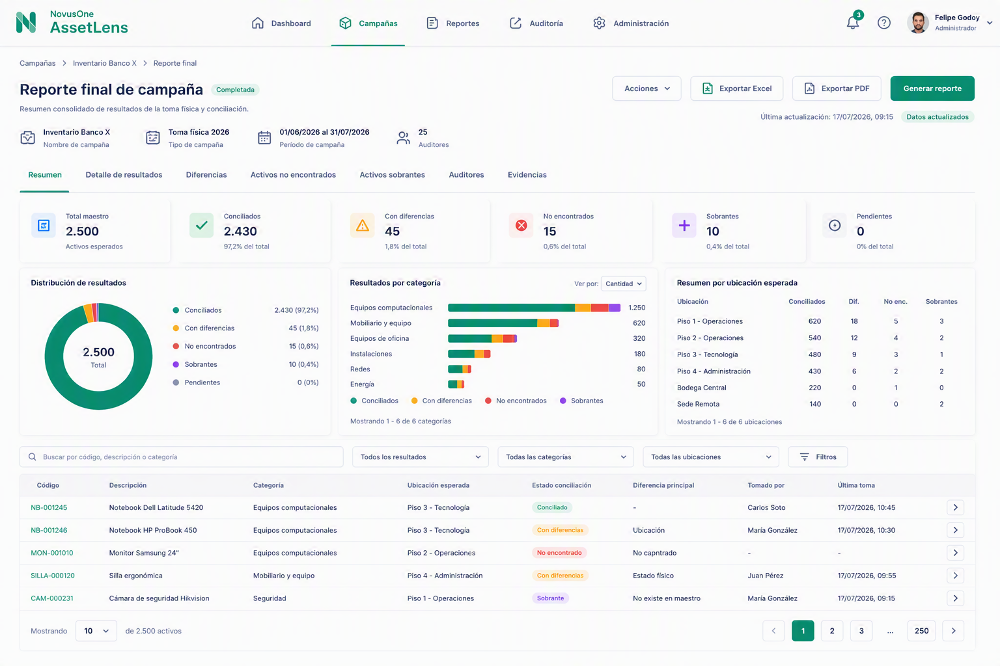 NovusOne
AssetLens
Dashboard
Campañas
Reportes
Auditoría
Administración
3
Felipe Godoy
Administrador
Campañas > Inventario Banco X > Reporte final
Reporte final de campaña
Completada
Acciones
Exportar Excel
Exportar PDF
Generar reporte
Resumen consolidado de resultados de la toma física y conciliación.
Última actualización: 17/07/2026, 09:15
Datos actualizados
Inventario Banco X
Nombre de campaña
Toma física 2026
Tipo de campaña
01/06/2026 al 31/07/2026
Período de campaña
25
Auditores
Resumen
Detalle de resultados
Diferencias
Activos no encontrados
Activos sobrantes
Auditores
Evidencias
Total maestro
2.500
Activos esperados
Conciliados
2.430
97,2% del total
Con diferencias
45
1,8% del total
No encontrados
15
0,6% del total
Sobrantes
10
0,4% del total
Pendientes
0
0% del total
Distribución de resultados
2.500
Total
Conciliados 2.430 (97,2%)
Con diferencias 45 (1,8%)
No encontrados 15 (0,6%)
Sobrantes 10 (0,4%)
Pendientes 0 (0%)
Resultados por categoría
Ver por: Cantidad
Equipos computacionales 1.250
Mobiliario y equipo 620
Equipos de oficina 320
Instalaciones 180
Redes 80
Energía 50
Conciliados Con diferencias No encontrados Sobrantes
Mostrando 1 - 6 de 6 categorías
Resumen por ubicación esperada
Ubicación Conciliados Dif. No enc. Sobrantes
Piso 1 - Operaciones 620 18 5 3
Piso 2 - Operaciones 540 12 4 2
Piso 3 - Tecnología 480 9 3 1
Piso 4 - Administración 430 6 2 2
Bodega Central 220 0 1 0
Sede Remota 140 0 0 2
Mostrando 1 - 6 de 6 ubicaciones
Buscar por código, descripción o categoría
Todos los resultados
Todas las categorías
Todas las ubicaciones
Filtros
Código Descripción Categoría Ubicación esperada Estado conciliación Diferencia principal Tomado por Última toma
NB-001245 Notebook Dell Latitude 5420 Equipos computacionales Piso 3 - Tecnología Conciliado - Carlos Soto 17/07/2026, 10:45
NB-001246 Notebook HP ProBook 450 Equipos computacionales Piso 3 - Tecnología Con diferencias Ubicación María González 17/07/2026, 10:30
MON-001010 Monitor Samsung 24" Equipos computacionales Piso 2 - Operaciones No encontrado No capntrado - -
SILLA-000120 Silla ergonómica Mobiliario y equipo Piso 4 - Administración Con diferencias Estado físico Juan Pérez 17/07/2026, 09:55
CAM-000231 Cámara de seguridad Hikvision Seguridad Piso 1 - Operaciones Sobrante No existe en maestro María González 17/07/2026, 09:15
Mostrando 10 de 2.500 activos
1 2 3 ... 250